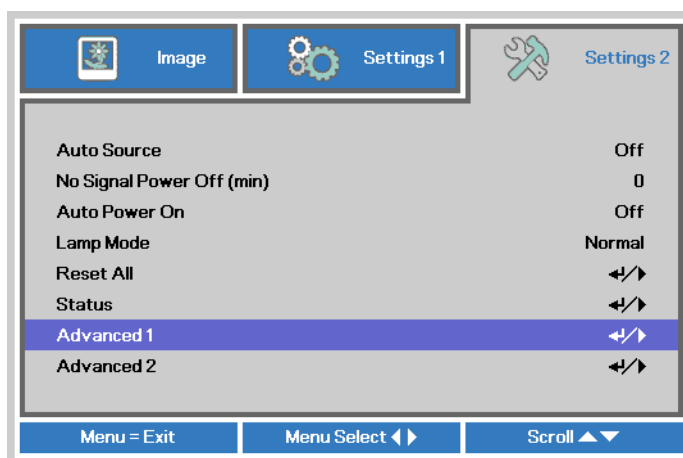 Image Settings 1 Settings 2
Auto Source Off
No Signal Power Off (min) 0
Auto Power On Off
Lamp Mode Normal
Reset All
Status
Advanced 1
Advanced 2
Menu = Exit Menu Select Scroll